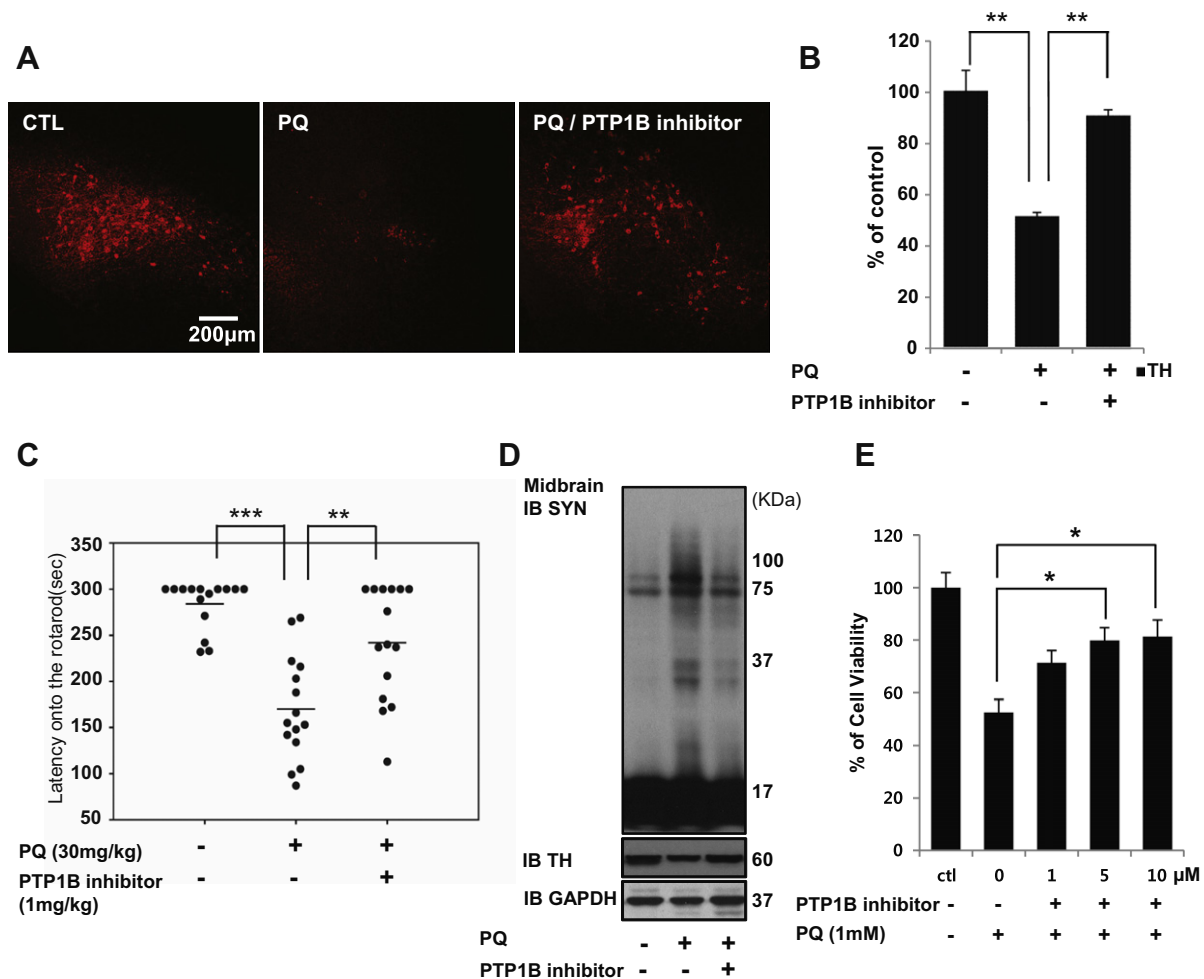 A
CTL
PQ
PQ / PTP1B inhibitor
200µm
B
** **
120
100
80
60
40
20
0
% of control
PQ - + + ■TH
PTP1B inhibitor - - +
C
*** **
350
300
250
200
150
100
50
Latency onto the rotarod(sec)
PQ (30mg/kg) - + +
PTP1B inhibitor - - +
(1mg/kg)
D
Midbrain
IB SYN
(KDa)
100
75
37
17
IB TH 60
IB GAPDH 37
PQ - + +
PTP1B inhibitor - - +
E
*
*
120
100
80
60
40
20
0
% of Cell Viability
ctl 0 1 5 10 µM
PTP1B inhibitor - - + + +
PQ (1mM) - + + + +